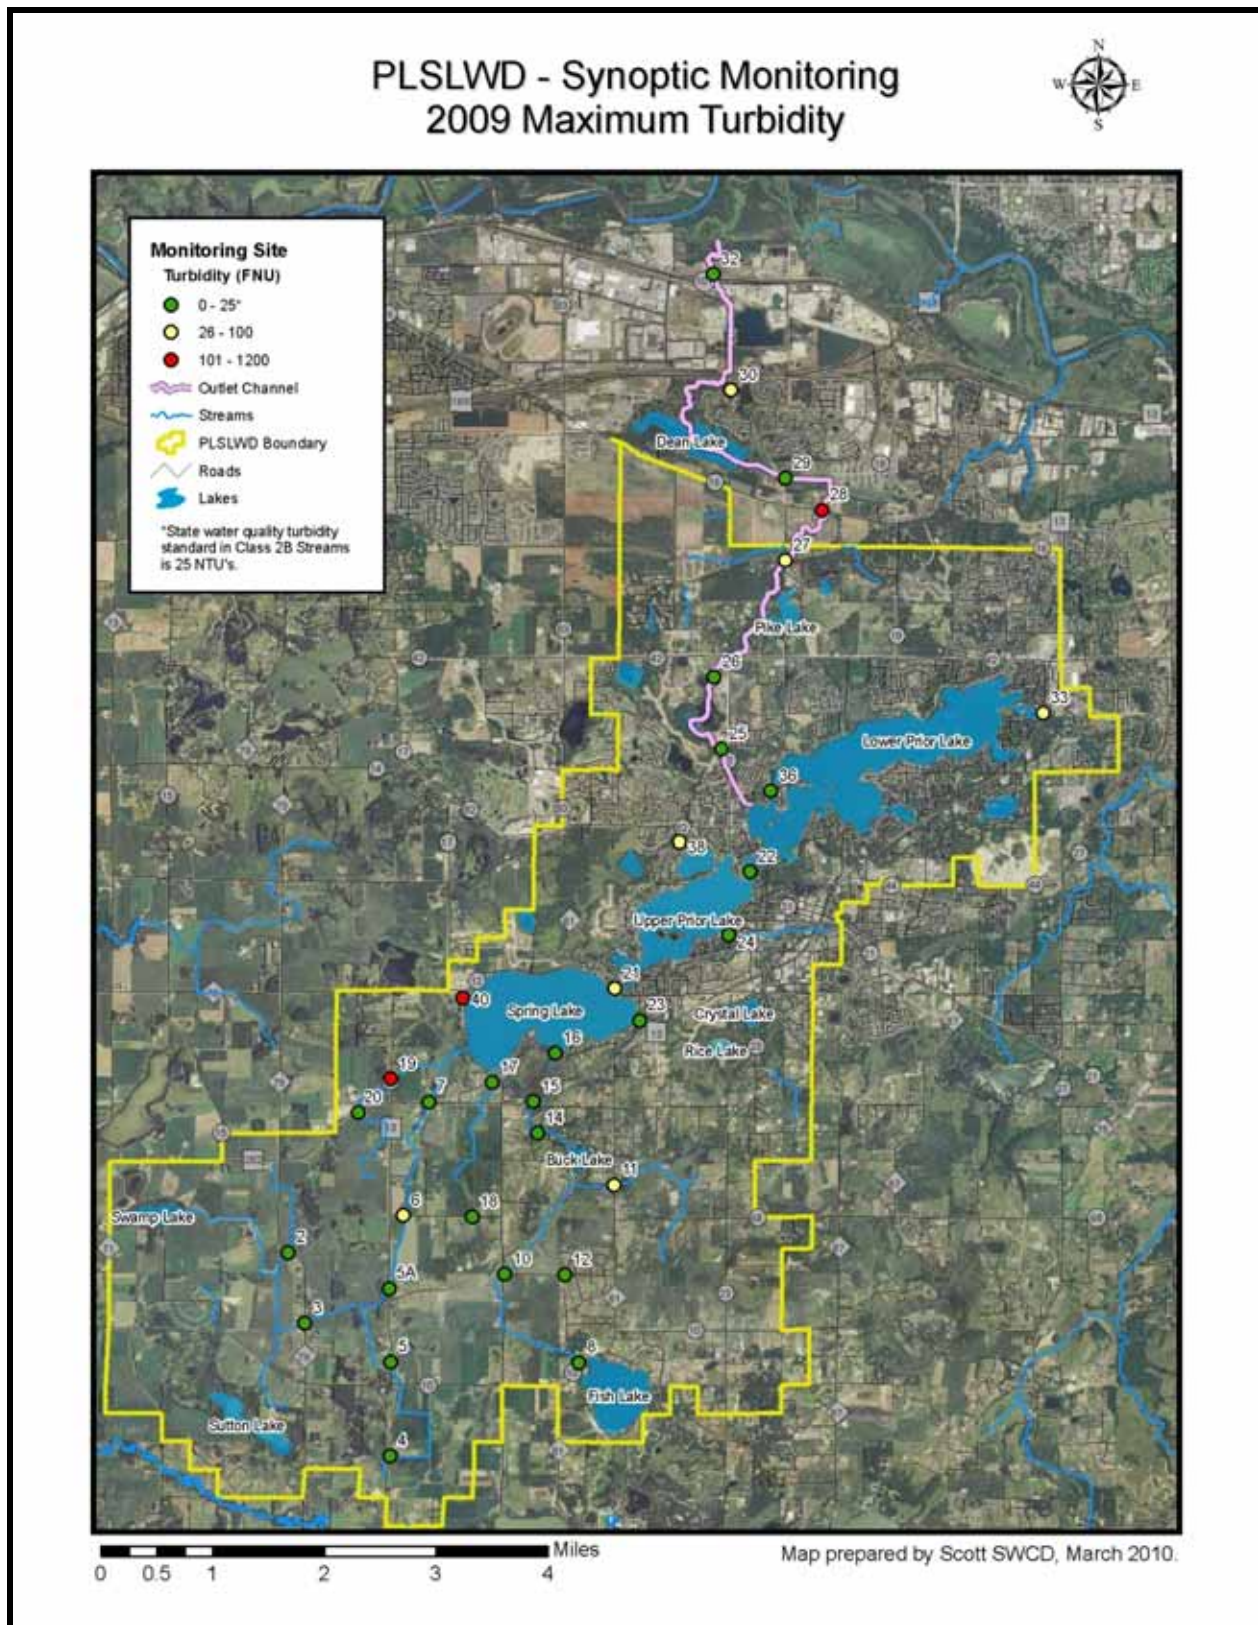 PLSLWD - Synoptic Monitoring
2009 Maximum Turbidity
N
W
E
S
Monitoring Site
Turbidity (FNU)
0 - 25*
26 - 100
101 - 1200
Outlet Channel
Streams
PLSLWD Boundary
Roads
Lakes
*State water quality turbidity
standard in Class 2B Streams
is 25 NTU's.
32
30
Dean Lake
29
28
27
Pike Lake
26
33
25
Lower Prior Lake
36
38
22
Upper Prior Lake
24
21
40
Spring Lake
23
Crystal Lake
16
Rice Lake
19
17
7
15
20
14
Buck Lake
11
6
18
Swamp Lake
2
10
12
5A
3
5
8
Fish Lake
Sutton Lake
4
Miles
0 0.5 1 2 3 4
Map prepared by Scott SWCD, March 2010.